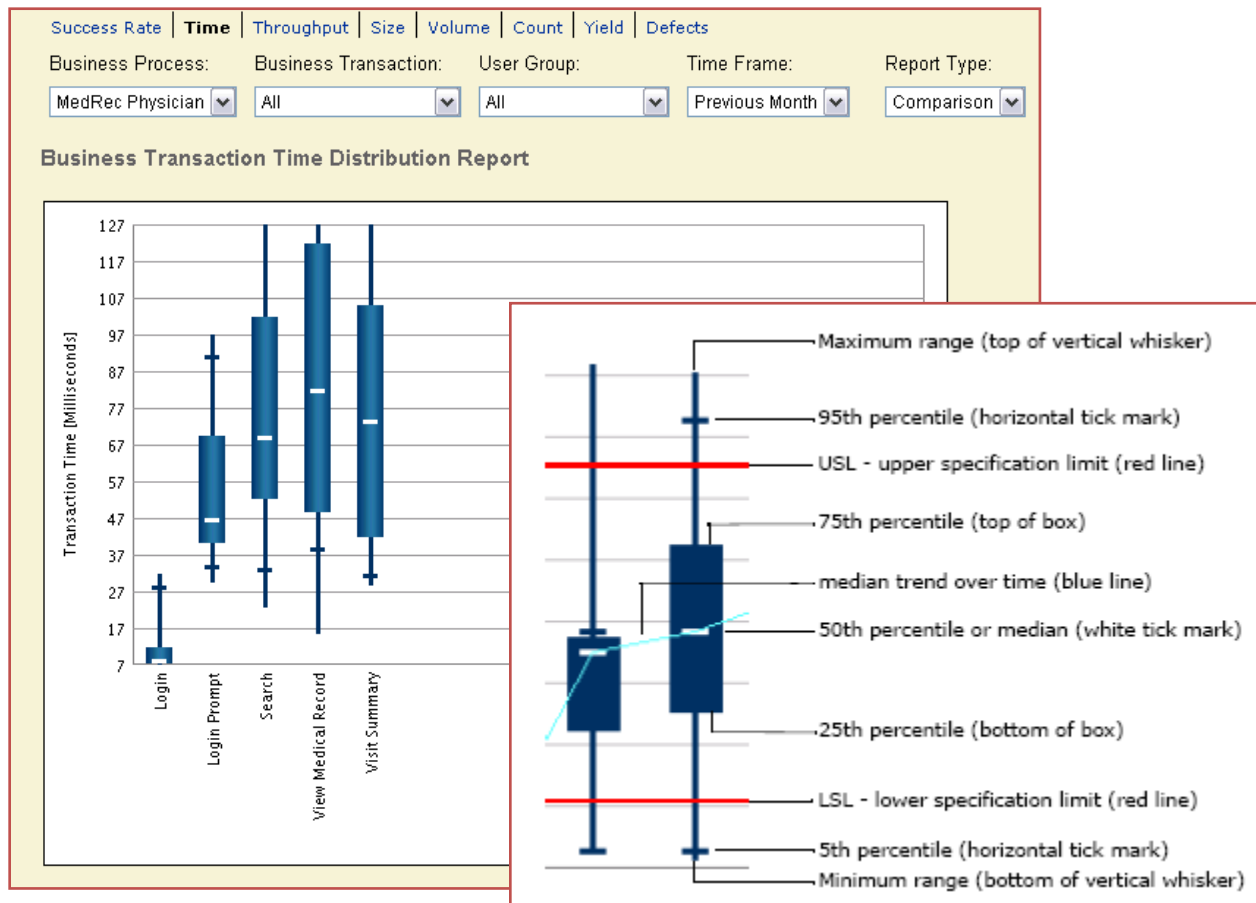 Success Rate | Time | Throughput | Size | Volume | Count | Yield | Defects
Business Process: Business Transaction: User Group: Time Frame: Report Type:
MedRec Physician All All Previous Month Comparison
Business Transaction Time Distribution Report
127
117
107
97
87
77
67
57
47
37
27
17
7
Transaction Time [Milliseconds]
Login
Login Prompt
Search
View Medical Record
Visit Summary
Maximum range (top of vertical whisker)
95th percentile (horizontal tick mark)
USL - upper specification limit (red line)
75th percentile (top of box)
median trend over time (blue line)
50th percentile or median (white tick mark)
25th percentile (bottom of box)
LSL - lower specification limit (red line)
5th percentile (horizontal tick mark)
Minimum range (bottom of vertical whisker)